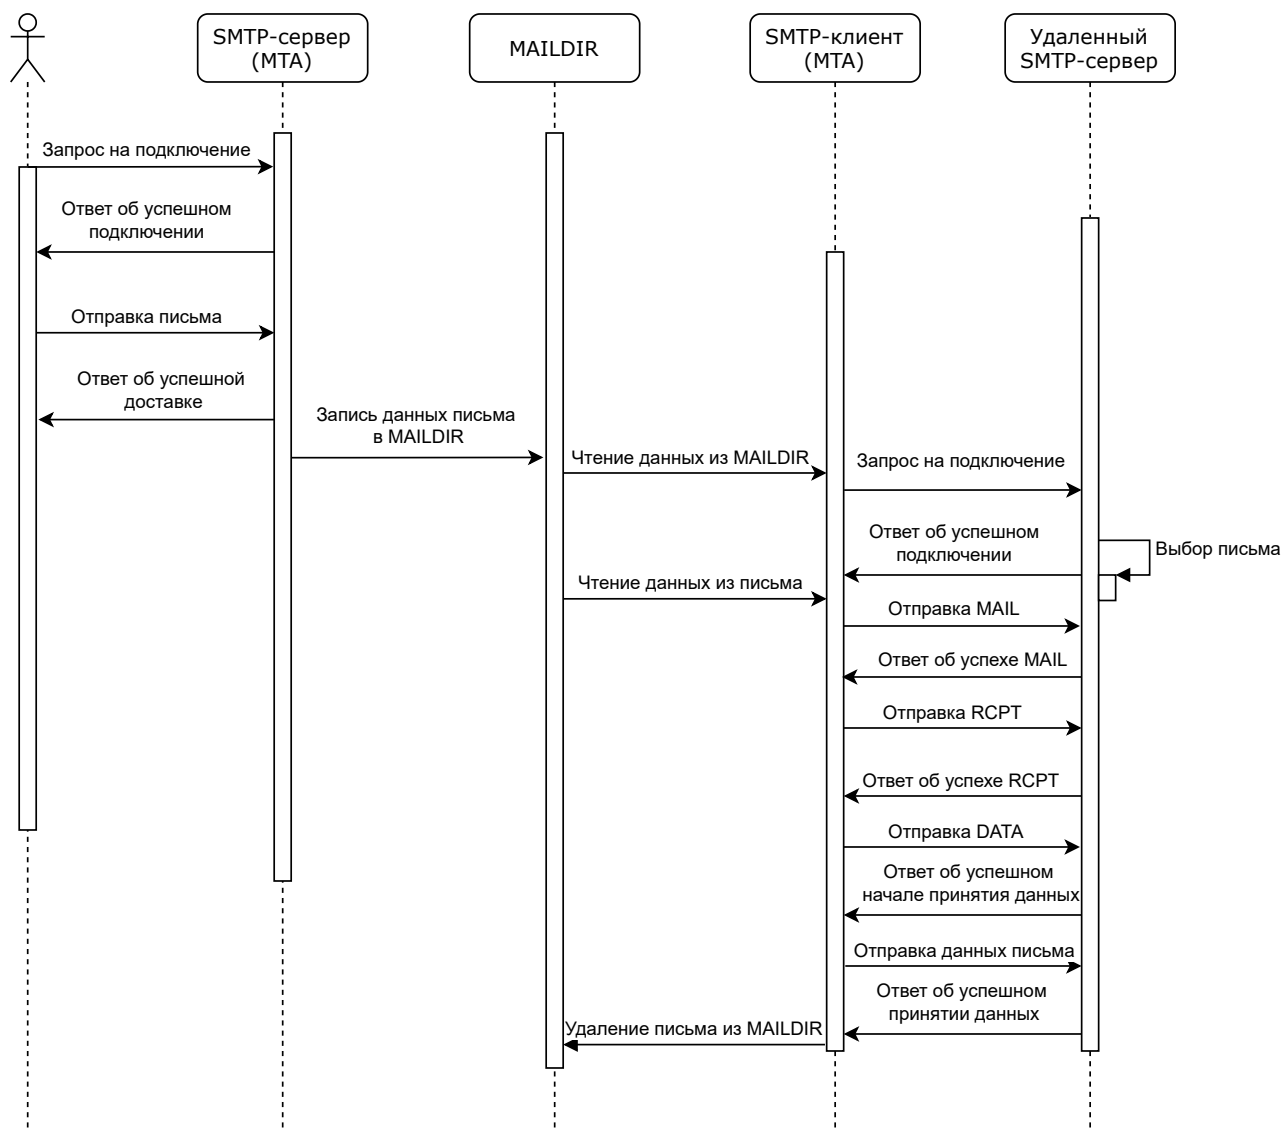 SMTP-сервер
(MTA)
MAILDIR
SMTP-клиент
(MTA)
Удаленный
SMTP-сервер
Запрос на подключение
Ответ об успешном
подключении
Отправка письма
Ответ об успешной
доставке
Запись данных письма
в MAILDIR
Чтение данных из MAILDIR
Запрос на подключение
Ответ об успешном
подключении
Выбор письма
Чтение данных из письма
Отправка MAIL
Ответ об успехе MAIL
Отправка RCPT
Ответ об успехе RCPT
Отправка DATA
Ответ об успешном
начале принятия данных
Отправка данных письма
Ответ об успешном
принятии данных
Удаление письма из MAILDIR